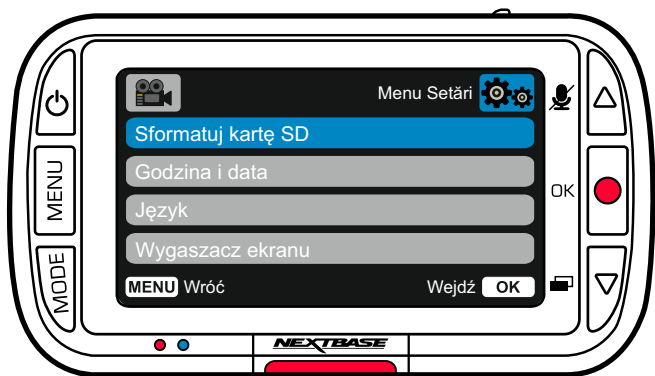 Menu Setări
Sformatuj kartę SD
Godzina i data
Język
Wygaszacz ekranu
MENU Wróć
Wejdź OK
MENU
MODE
OK
NEXTBASE